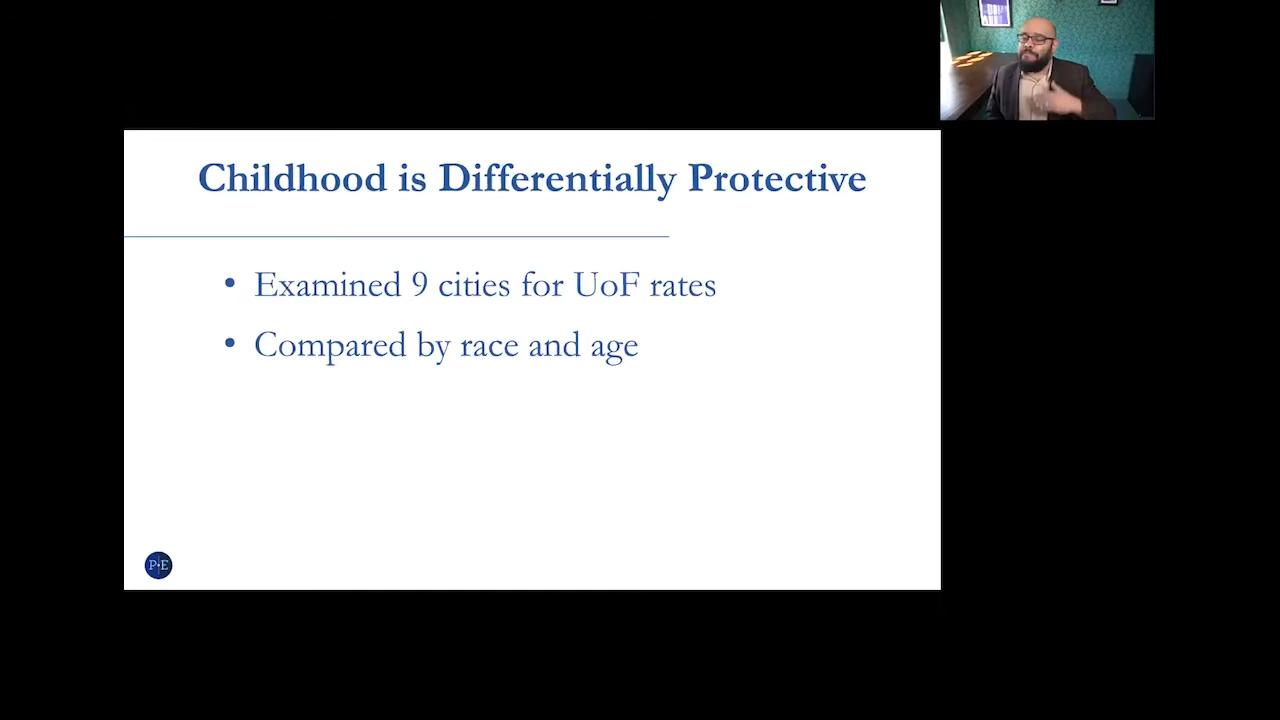 Childhood is Differentially Protective
• Examined 9 cities for UoF rates
• Compared by race and age
P+E